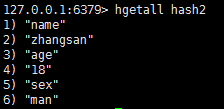 127.0.0.1:6379> hgetall hash2
1) "name"
2) "zhangsan"
3) "age"
4) "18"
5) "sex"
6) "man"